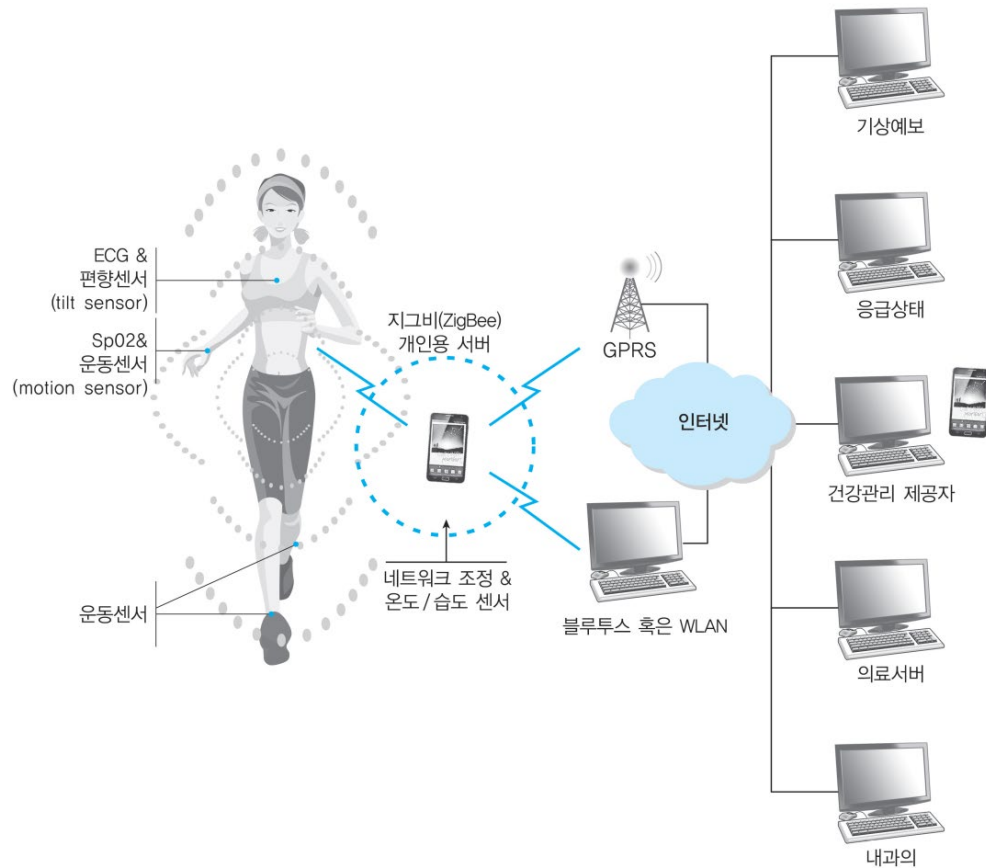 ECG &
편향센서
(tilt sensor)
Sp02&
운동센서
(motion sensor)
운동센서
지그비(ZigBee)
개인용 서버
네트워크 조정 &
온도/습도 센서
GPRS
블루투스 혹은 WLAN
인터넷
기상예보
응급상태
건강관리 제공자
의료서버
내과의